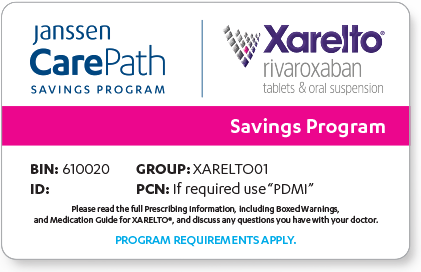 janssen
CarePath
SAVINGS PROGRAM
Xarelto®
rivaroxaban
tablets & oral suspension
Savings Program
BIN: 610020 GROUP: XARELTO01
ID: PCN: If required use “PDMI”
Please read the full Prescribing Information, including Boxed Warnings,
and Medication Guide for XARELTO®, and discuss any questions you have with your doctor.
PROGRAM REQUIREMENTS APPLY.